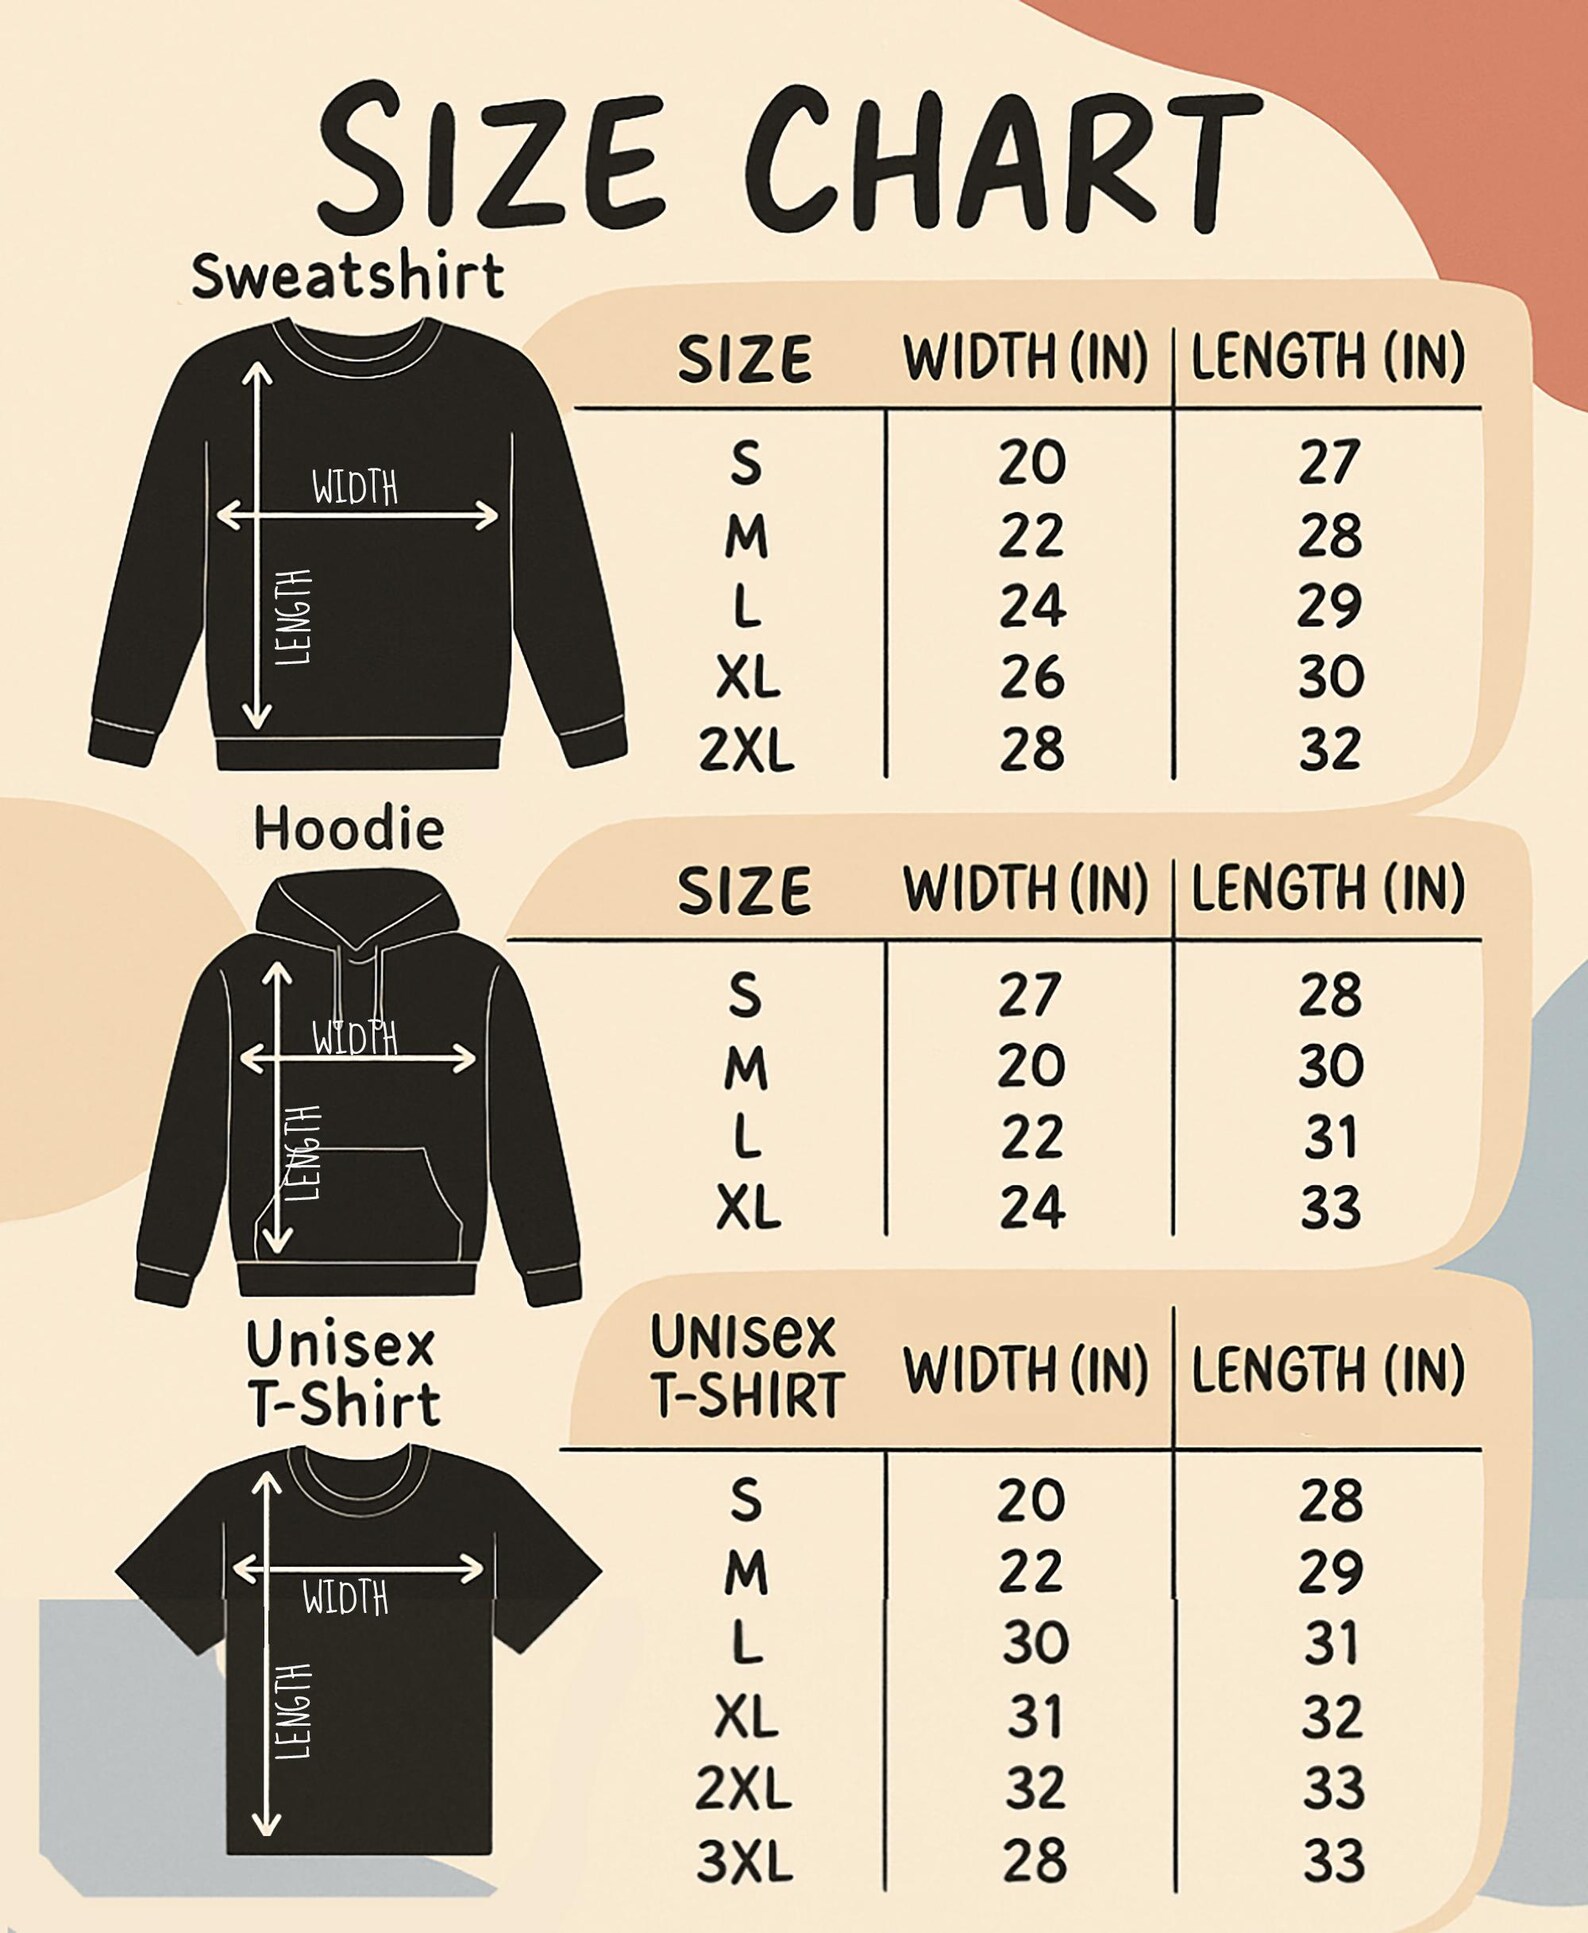 SIZE CHART
Sweatshirt
SIZE WIDTH (IN) LENGTH (IN)
S 20 27
M 22 28
L 24 29
XL 26 30
2XL 28 32
WIDTH
LENGTH
Hoodie
SIZE WIDTH (IN) LENGTH (IN)
S 27 28
M 20 30
L 22 31
XL 24 33
WIDTH
LENGTH
Unisex
T-Shirt
UNISex
T-SHIRT WIDTH (IN) LENGTH (IN)
S 20 28
M 22 29
L 30 31
XL 31 32
2XL 32 33
3XL 28 33
WIDTH
LENGTH